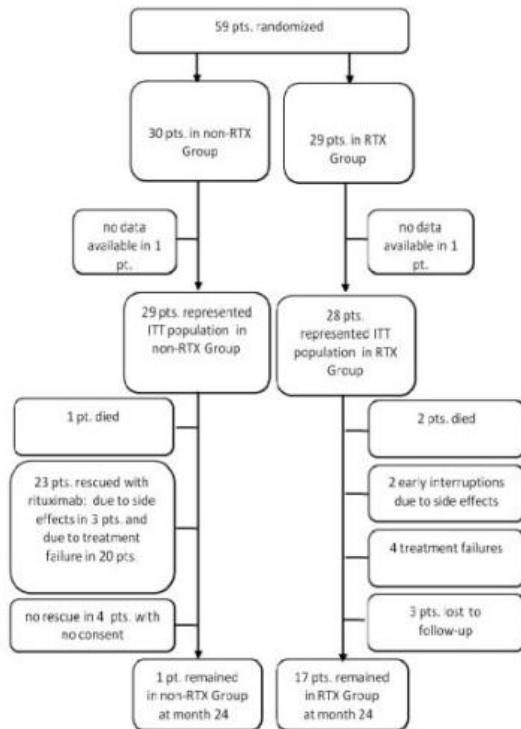 59 pts. randomized
30 pts. in non-RTX
Group
29 pts. in RTX
Group
no data
available in 1
pt.
no data
available in 1
pt.
29 pts. represented
ITT population in
non-RTX Group
28 pts.
represented ITT
population in RTX
Group
1 pt. died
2 pts. died
23 pts. rescued with
rituximab: due to side
effects in 3 pts. and
due to treatment
failure in 20 pts.
2 early interruptions
due to side effects
4 treatment failures
no rescue in 4 pts. with
no consent
3 pts. lost to
follow-up
1 pt. remained
in non-RTX Group
at month 24
17 pts. remained
in RTX Group
at month 24